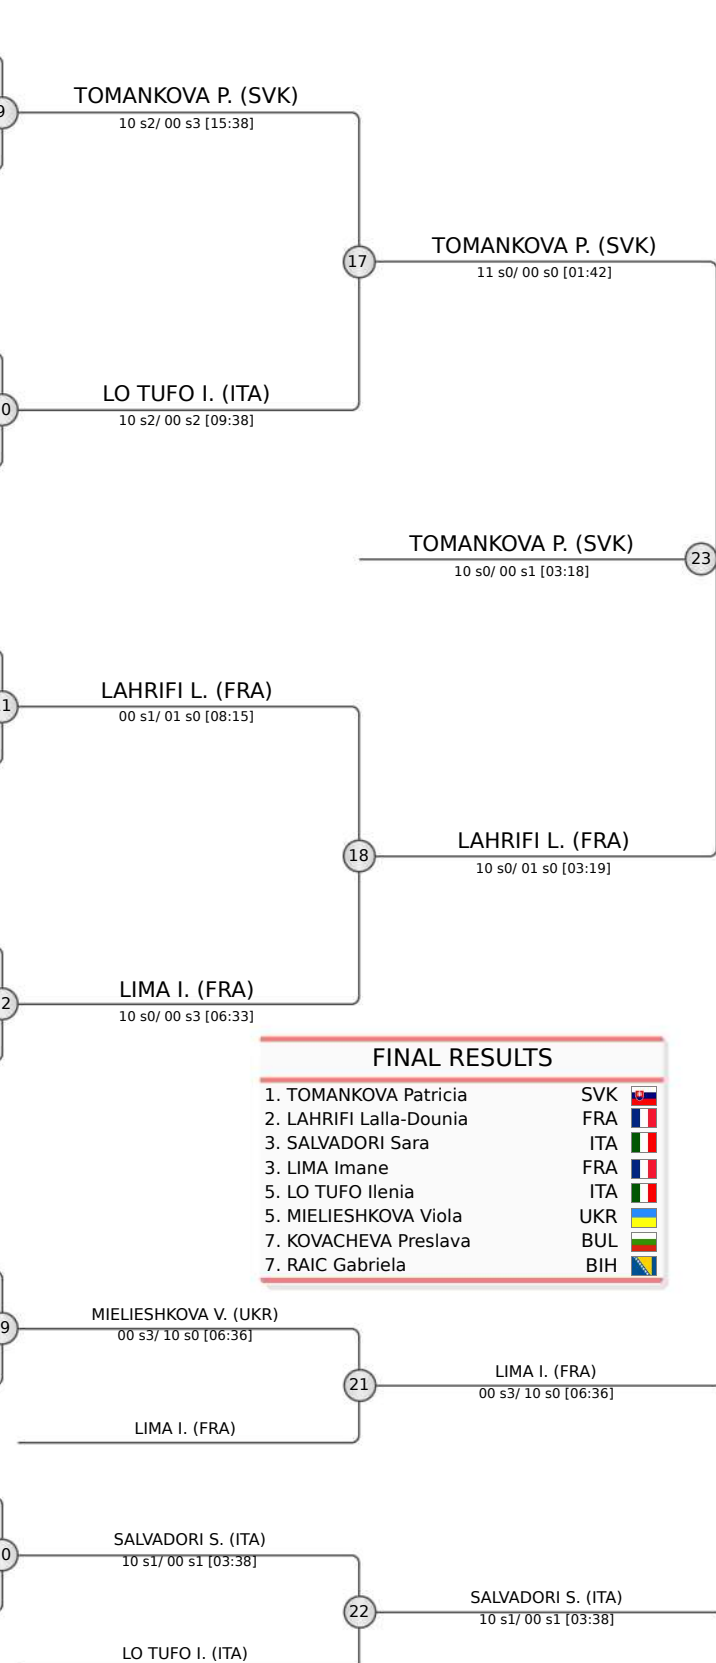 9
TOMANKOVA P. (SVK)
10 s2/ 00 s3 [15:38]
17
TOMANKOVA P. (SVK)
11 s0/ 00 s0 [01:42]
0
LO TUFO I. (ITA)
10 s2/ 00 s2 [09:38]
TOMANKOVA P. (SVK)
10 s0/ 00 s1 [03:18]
23
1
LAHRIFI L. (FRA)
00 s1/ 01 s0 [08:15]
18
LAHRIFI L. (FRA)
10 s0/ 01 s0 [03:19]
2
LIMA I. (FRA)
10 s0/ 00 s3 [06:33]
FINAL RESULTS
1. TOMANKOVA Patricia SVK
2. LAHRIFI Lalla-Dounia FRA
3. SALVADORI Sara ITA
3. LIMA Imane FRA
5. LO TUFO Ilenia ITA
5. MIELIESHKOVA Viola UKR
7. KOVACHEVA Preslava BUL
7. RAIC Gabriela BIH
9
MIELIESHKOVA V. (UKR)
00 s3/ 10 s0 [06:36]
21
LIMA I. (FRA)
00 s3/ 10 s0 [06:36]
LIMA I. (FRA)
0
SALVADORI S. (ITA)
10 s1/ 00 s1 [03:38]
22
SALVADORI S. (ITA)
10 s1/ 00 s1 [03:38]
LO TUFO I. (ITA)